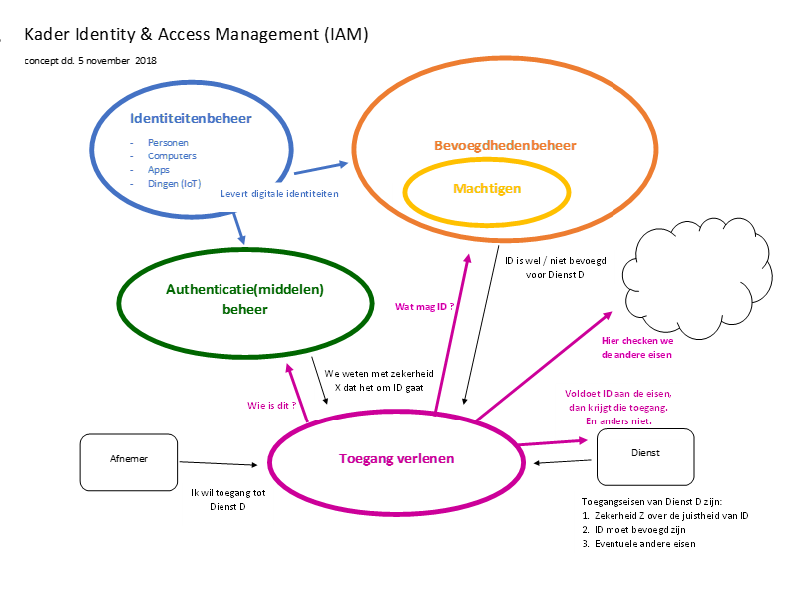 Kader Identity & Access Management (IAM)
concept dd. 5 november 2018
Identiteitenbeheer
- Personen
- Computers
- Apps
- Dingen (IoT)
Levert digitale identiteiten
Bevoegdhedenbeheer
Machtigen
Authenticatie(middelen)
beheer
ID is wel / niet bevoegd
voor Dienst D
Wat mag ID ?
Hier checken we
de andere eisen
We weten met zekerheid
X dat het om ID gaat
Wie is dit ?
Voldoet ID aan de eisen,
dan krijgt die toegang.
En anders niet.
Toegang verlenen
Afnemer
Ik wil toegang tot
Dienst D
Dienst
Toegangseisen van Dienst D zijn:
1. Zekerheid Z over de juistheid van ID
2. ID moet bevoegd zijn
3. Eventuele andere eisen